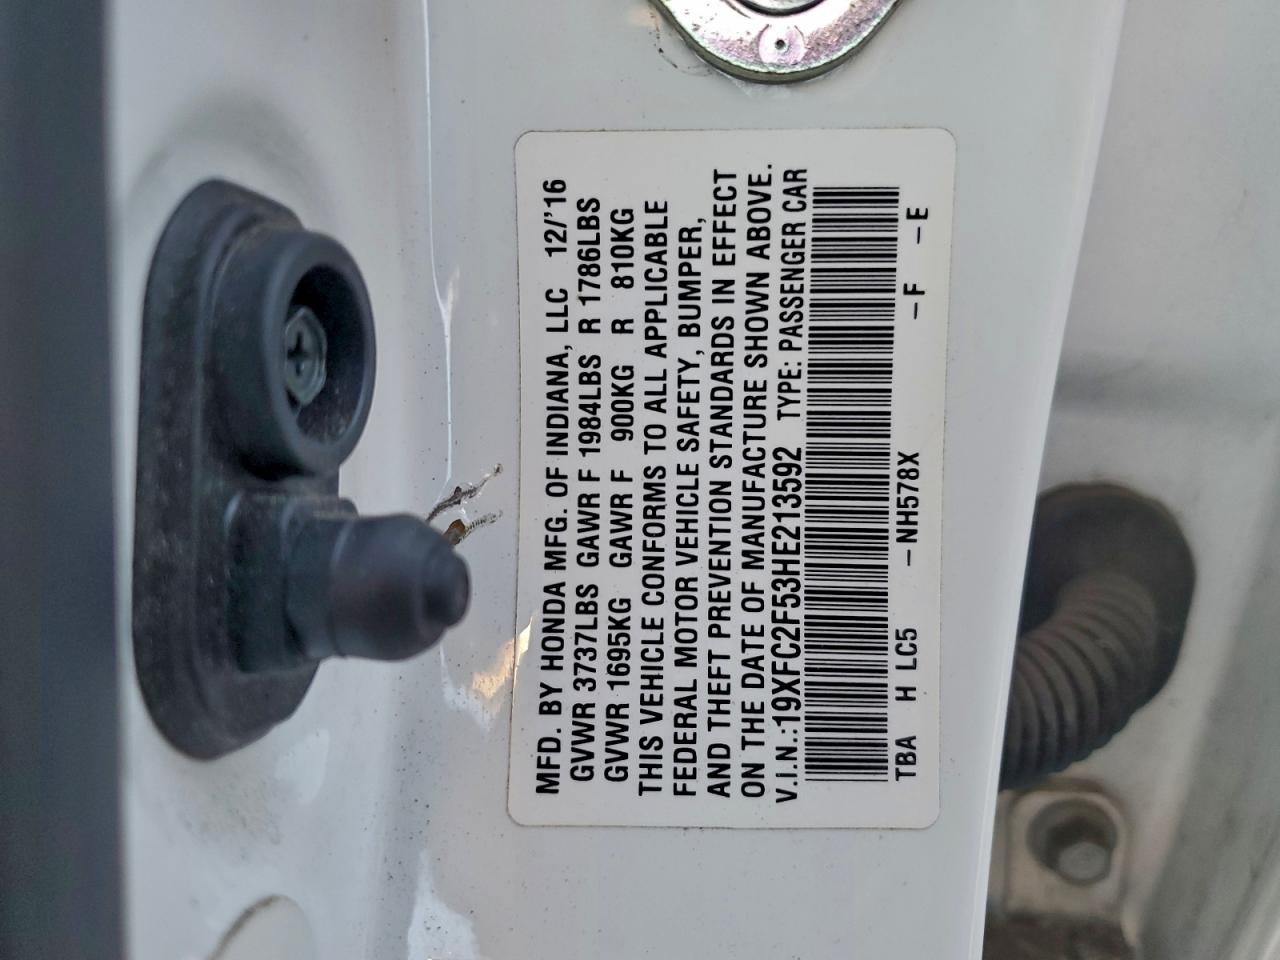 MFD. BY HONDA MFG. OF INDIANA, LLC 12/'16
GVWR 3737LBS GAWR F 1984LBS R 1786LBS
GVWR 1695KG GAWR F 900KG R 810KG
THIS VEHICLE CONFORMS TO ALL APPLICABLE
FEDERAL MOTOR VEHICLE SAFETY, BUMPER,
AND THEFT PREVENTION STANDARDS IN EFFECT
ON THE DATE OF MANUFACTURE SHOWN ABOVE.
V.I.N.:19XFC2F53HE213592 TYPE: PASSENGER CAR
TBA H LC5 -NH578X -F -E